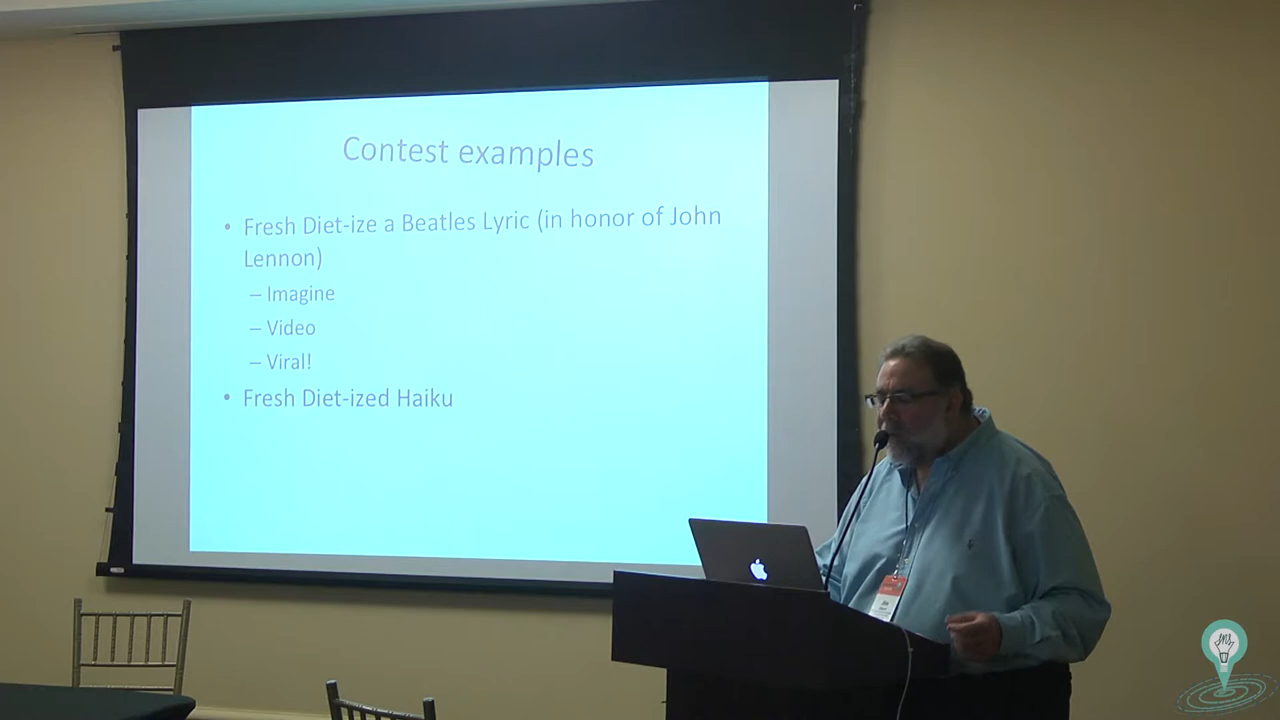 Contest examples
• Fresh Diet-ize a Beatles Lyric (in honor of John
Lennon)
– Imagine
– Video
– Viral!
• Fresh Diet-ized Haiku